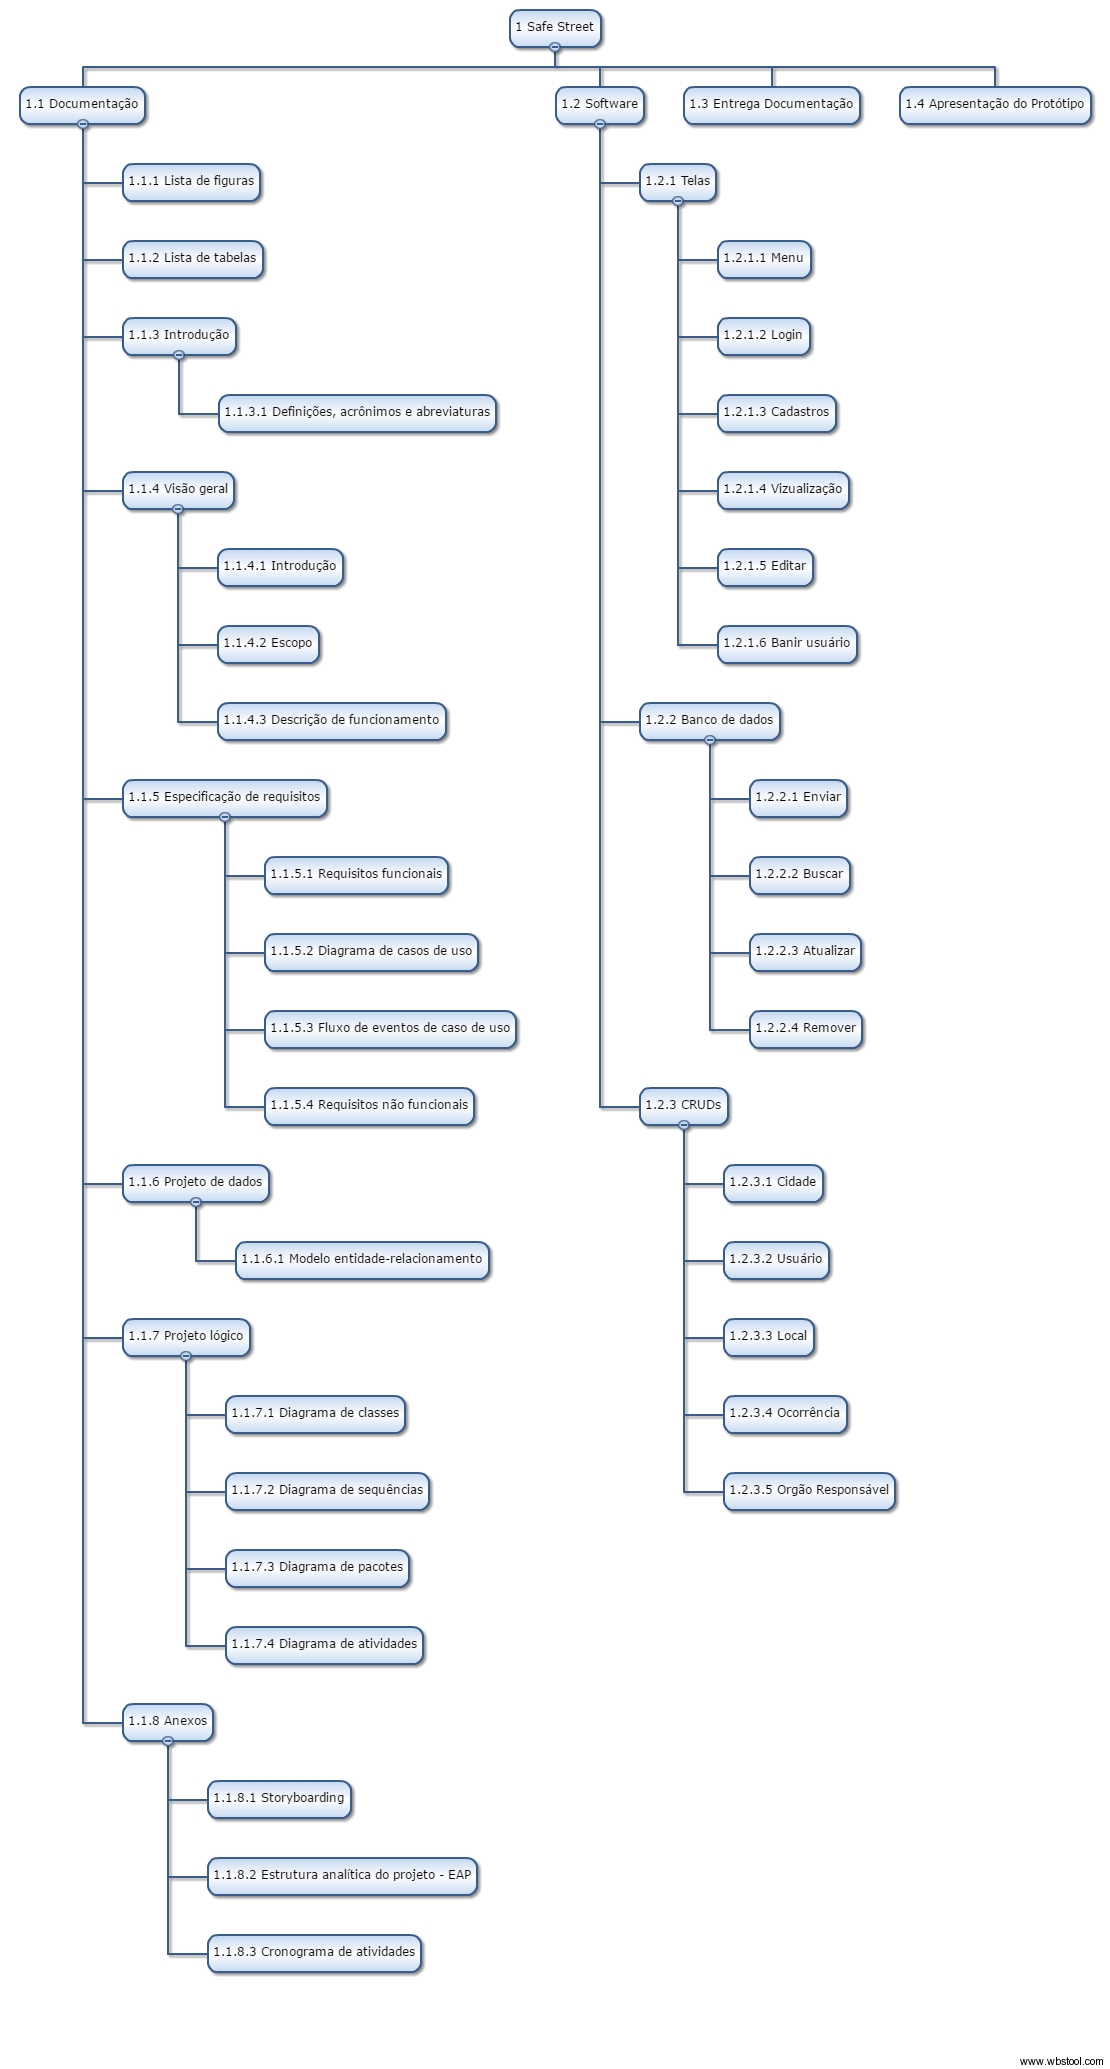 1 Safe Street
1.1 Documentação
1.2 Software
1.3 Entrega Documentação
1.4 Apresentação do Protótipo
1.1.1 Lista de figuras
1.1.2 Lista de tabelas
1.1.3 Introdução
1.1.3.1 Definições, acrônimos e abreviaturas
1.1.4 Visão geral
1.1.4.1 Introdução
1.1.4.2 Escopo
1.1.4.3 Descrição de funcionamento
1.1.5 Especificação de requisitos
1.1.5.1 Requisitos funcionais
1.1.5.2 Diagrama de casos de uso
1.1.5.3 Fluxo de eventos de caso de uso
1.1.5.4 Requisitos não funcionais
1.1.6 Projeto de dados
1.1.6.1 Modelo entidade-relacionamento
1.1.7 Projeto lógico
1.1.7.1 Diagrama de classes
1.1.7.2 Diagrama de sequências
1.1.7.3 Diagrama de pacotes
1.1.7.4 Diagrama de atividades
1.1.8 Anexos
1.1.8.1 Storyboarding
1.1.8.2 Estrutura analítica do projeto - EAP
1.1.8.3 Cronograma de atividades
1.2.1 Telas
1.2.1.1 Menu
1.2.1.2 Login
1.2.1.3 Cadastros
1.2.1.4 Vizualização
1.2.1.5 Editar
1.2.1.6 Banir usuário
1.2.2 Banco de dados
1.2.2.1 Enviar
1.2.2.2 Buscar
1.2.2.3 Atualizar
1.2.2.4 Remover
1.2.3 CRUDs
1.2.3.1 Cidade
1.2.3.2 Usuário
1.2.3.3 Local
1.2.3.4 Ocorrência
1.2.3.5 Orgão Responsável
www.wbstool.com